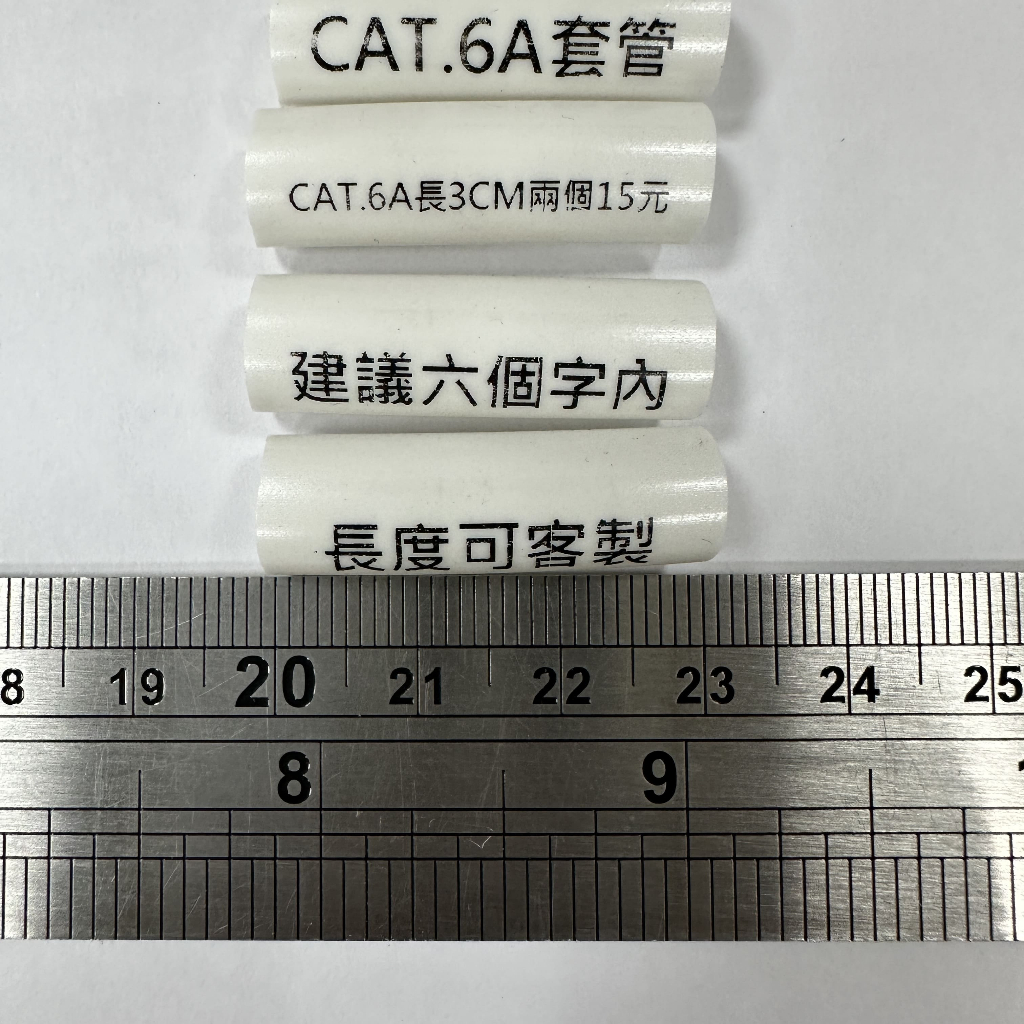 CAT.6A套管
CAT.6A長3CM兩個15元
建議六個字內
長度可客製
8 19 20 21 22 23 24 25
8 9 1